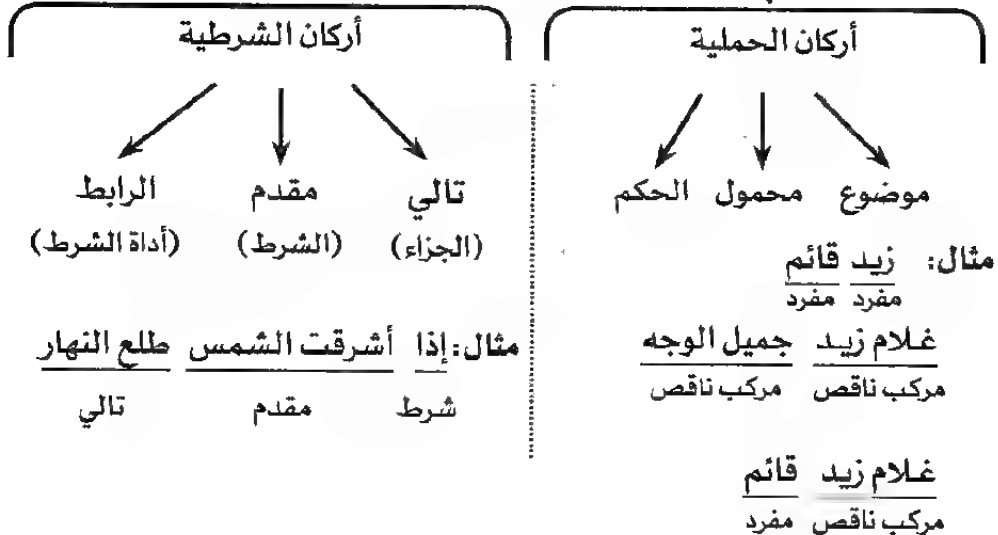 أركان الحملية
موضوع محمول الحكم
مثال: زيد قائم
مفرد مفرد
غلام زيد جميل الوجه
مركب ناقص مركب ناقص
غلام زيد قائم
مركب ناقص مفرد
أركان الشرطية
تالي مقدم الرابط
(الجزاء) (الشرط) (أداة الشرط)
مثال: إذا أشرقت الشمس طلع النهار
شرط مقدم تالي